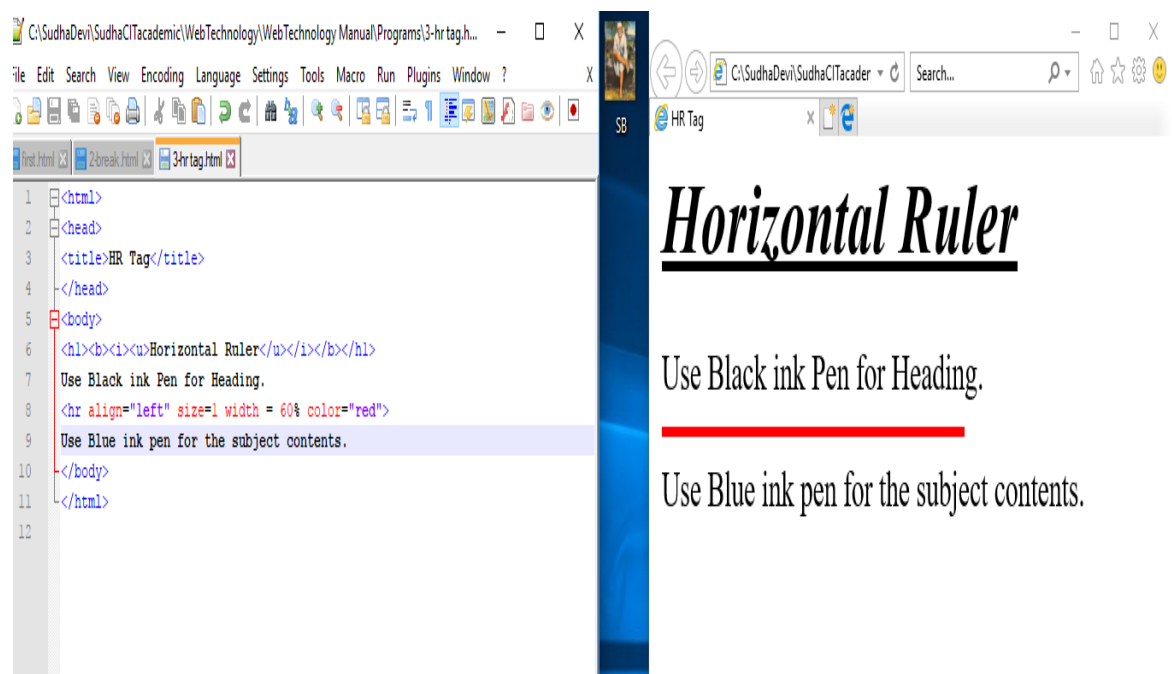 C:\SudhaDevi\SudhaCITacademic\WebTechnology\WebTechnology Manual\Programs\3-hr tag.h...
File Edit Search View Encoding Language Settings Tools Macro Run Plugins Window ? X
first.html 2-break.html 3-hr tag.html
1 <html>
2 <head>
3 <title>HR Tag</title>
4 </head>
5 <body>
6 <h1><b><i><u>Horizontal Ruler</u></i></b></h1>
7 Use Black ink Pen for Heading.
8 <hr align="left" size=1 width = 60% color="red">
9 Use Blue ink pen for the subject contents.
10 </body>
11 </html>
12
SB
C:\SudhaDevi\SudhaCITacader Search...
HR Tag
Horizontal Ruler
Use Black ink Pen for Heading.
Use Blue ink pen for the subject contents.